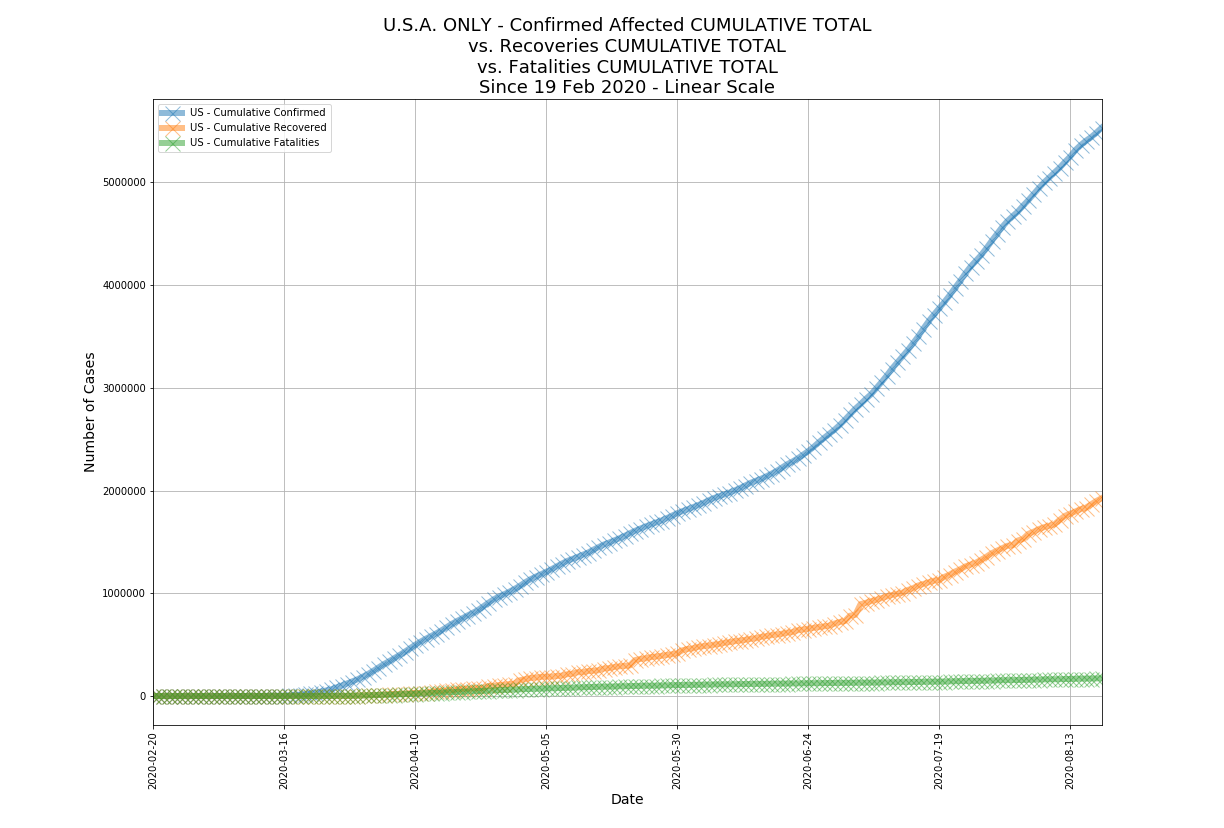 U.S.A. ONLY - Confirmed Affected CUMULATIVE TOTAL
vs. Recoveries CUMULATIVE TOTAL
vs. Fatalities CUMULATIVE TOTAL
Since 19 Feb 2020 - Linear Scale
US - Cumulative Confirmed
US - Cumulative Recovered
US - Cumulative Fatalities
Number of Cases
5000000
4000000
3000000
2000000
1000000
0
2020-02-20
2020-03-16
2020-04-10
2020-05-05
2020-05-30
2020-06-24
2020-07-19
2020-08-13
Date